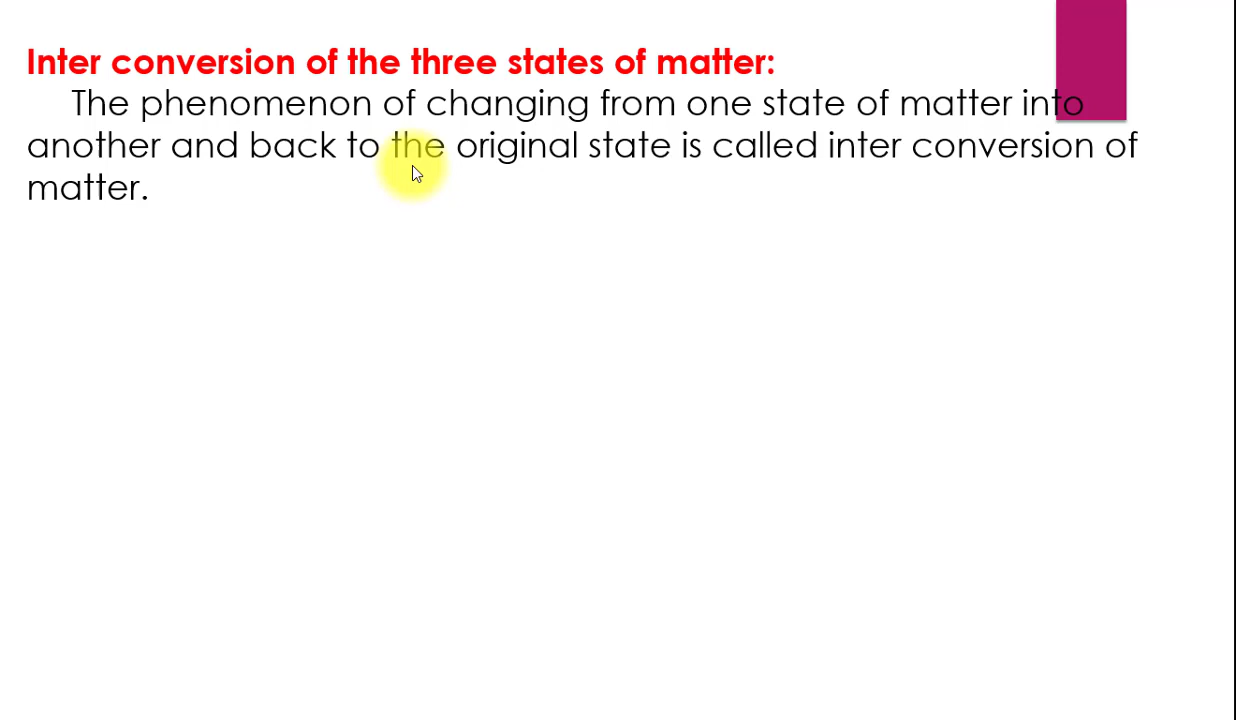 Inter conversion of the three states of matter:
The phenomenon of changing from one state of matter into
another and back to the original state is called inter conversion of
matter.